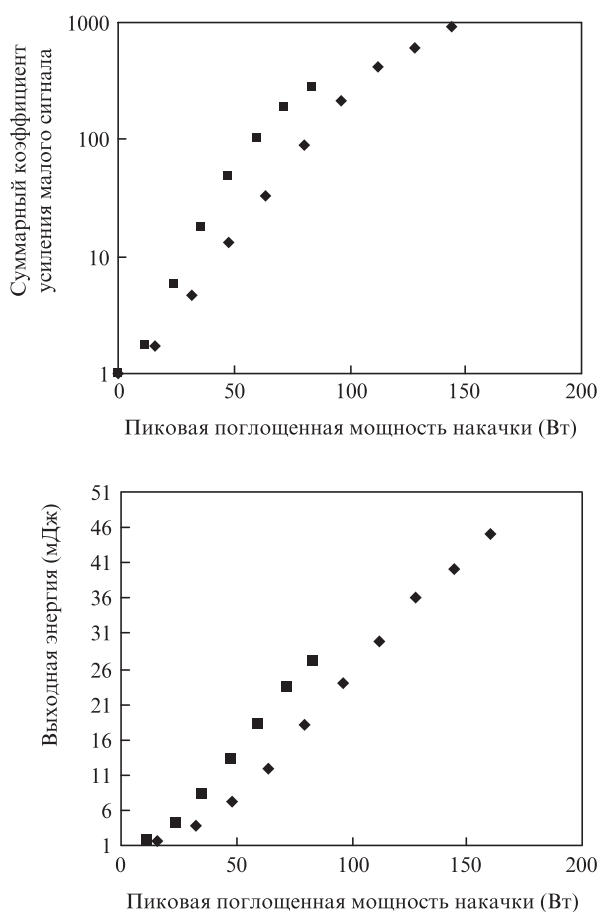 1000
100
10
1
Суммарный коэффициент
усиления малого сигнала
0 50 100 150 200
Пиковая поглощенная мощность накачки (Вт)
51
46
41
36
31
26
21
16
11
6
1
Выходная энергия (мДж)
0 50 100 150 200
Пиковая поглощенная мощность накачки (Вт)